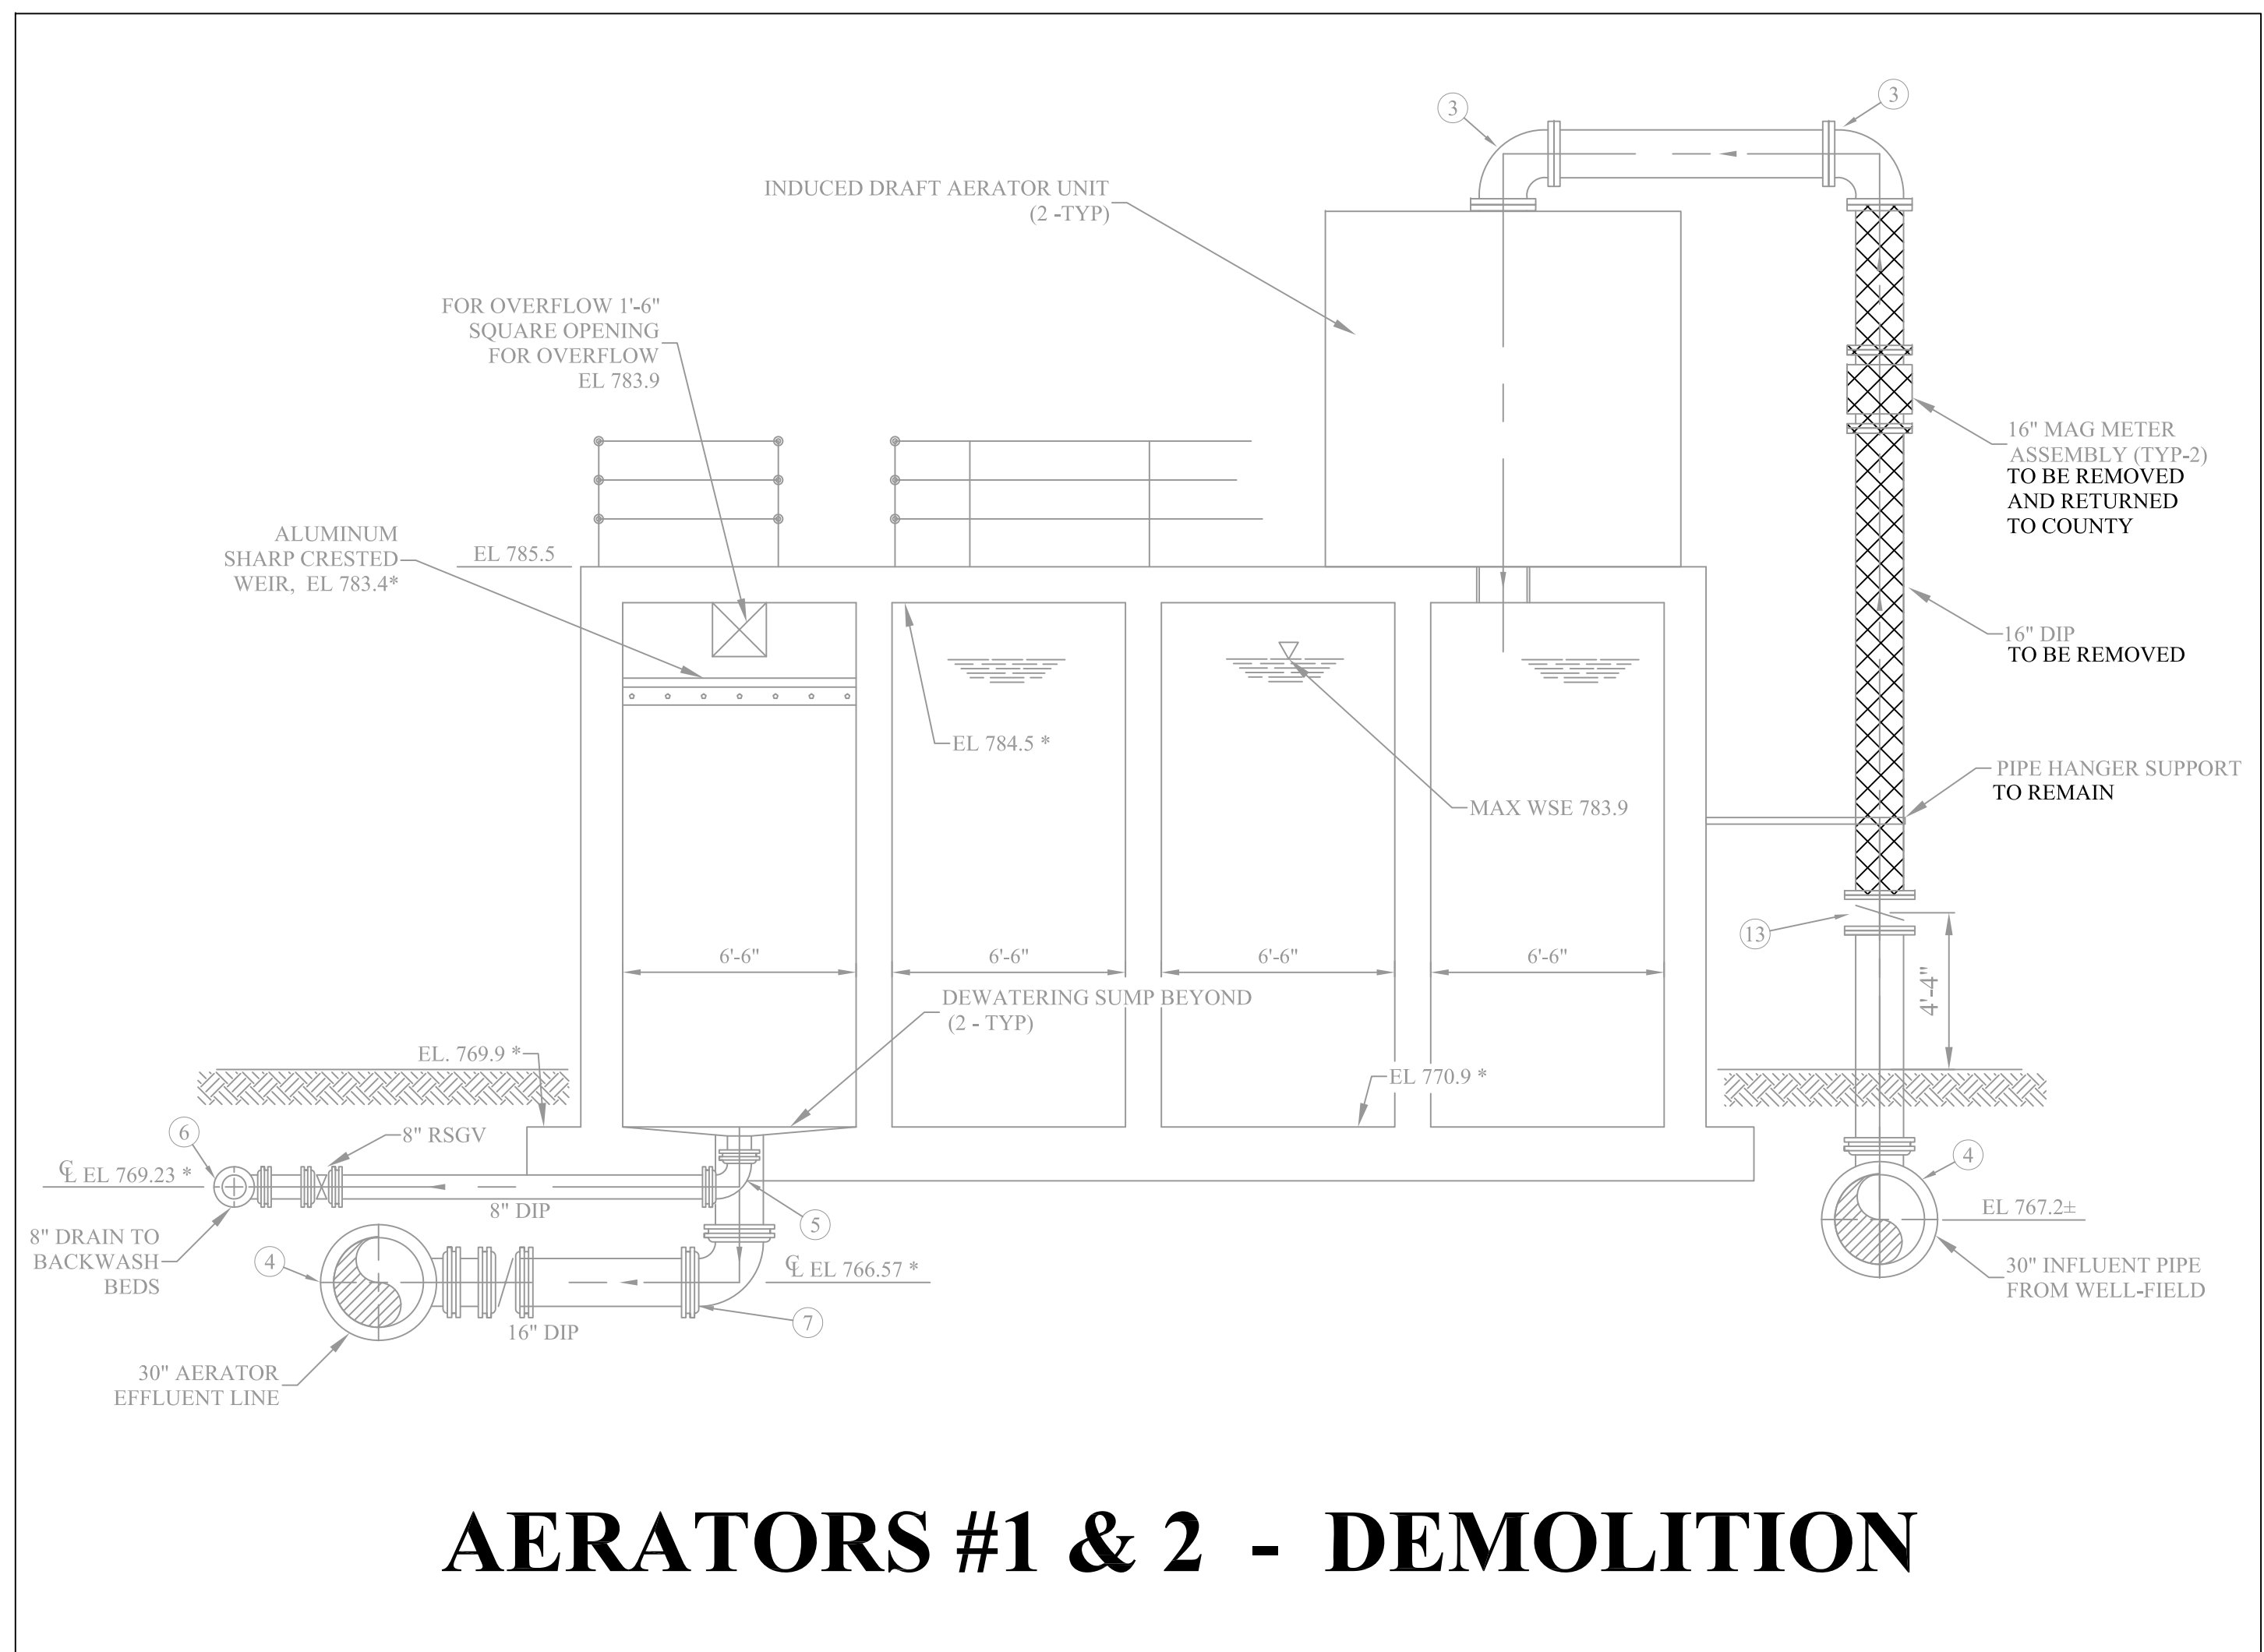 3
3
INDUCED DRAFT AERATOR UNIT
(2 -TYP)
FOR OVERFLOW 1'-6"
SQUARE OPENING
FOR OVERFLOW
EL 783.9
16" MAG METER
ASSEMBLY (TYP-2)
TO BE REMOVED
AND RETURNED
TO COUNTY
ALUMINUM
SHARP CRESTED
WEIR, EL 783.4*
EL 785.5
16" DIP
TO BE REMOVED
EL 784.5 *
MAX WSE 783.9
PIPE HANGER SUPPORT
TO REMAIN
13
4'-4"
6'-6"
6'-6"
6'-6"
6'-6"
DEWATERING SUMP BEYOND
(2 - TYP)
EL. 769.9 *
EL 770.9 *
6
8" RSGV
℄ EL 769.23 *
8" DIP
8" DRAIN TO
BACKWASH
BEDS
5
4
℄ EL 766.57 *
7
16" DIP
30" AERATOR
EFFLUENT LINE
4
EL 767.2±
30" INFLUENT PIPE
FROM WELL-FIELD
AERATORS #1 & 2 - DEMOLITION